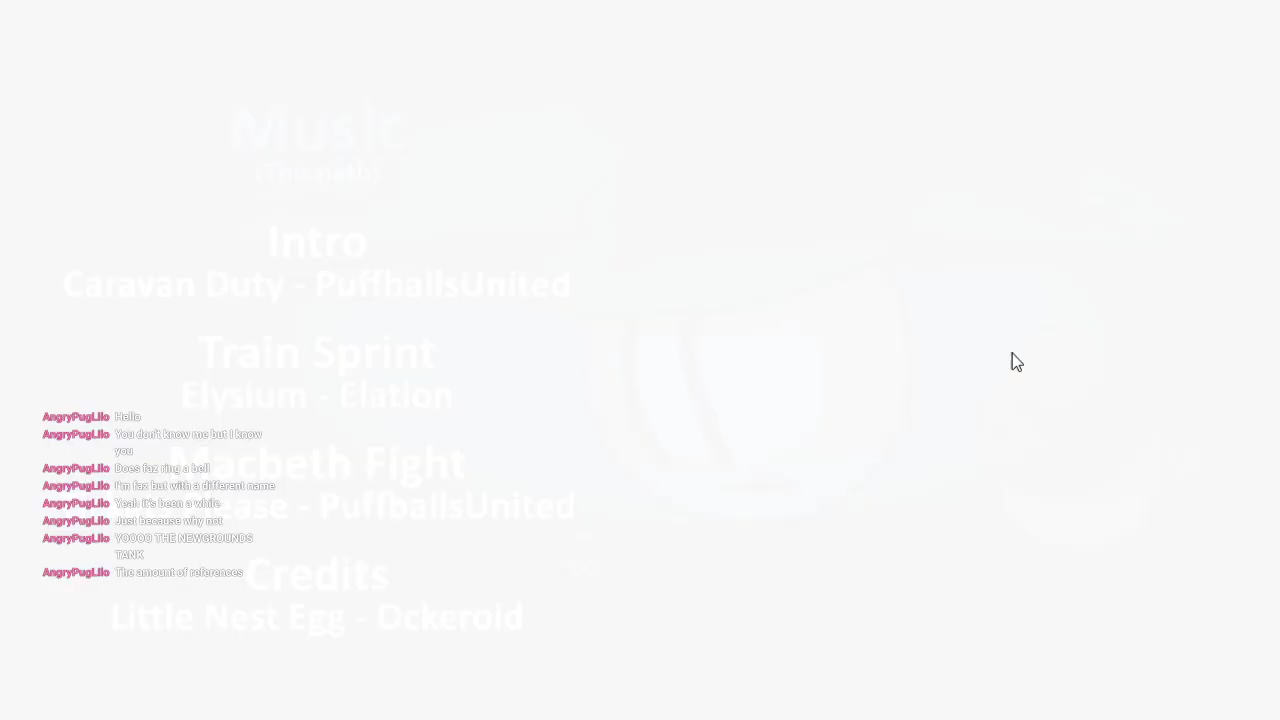 Music
(This path)
Intro
Caravan Duty - PuffballsUnited
Train Sprint
Elysium - Elation
Macbeth Fight
ease - PuffballsUnited
Credits
Little Nest Egg - Ockeroid
AngryPugLilo Hello
AngryPugLilo You don't know me but I know
you
AngryPugLilo Does faz ring a bell
AngryPugLilo I'm faz but with a different name
AngryPugLilo Yeah it's been a while
AngryPugLilo Just because why not
AngryPugLilo YOOOO THE NEWGROUNDS
TANK
AngryPugLilo The amount of references